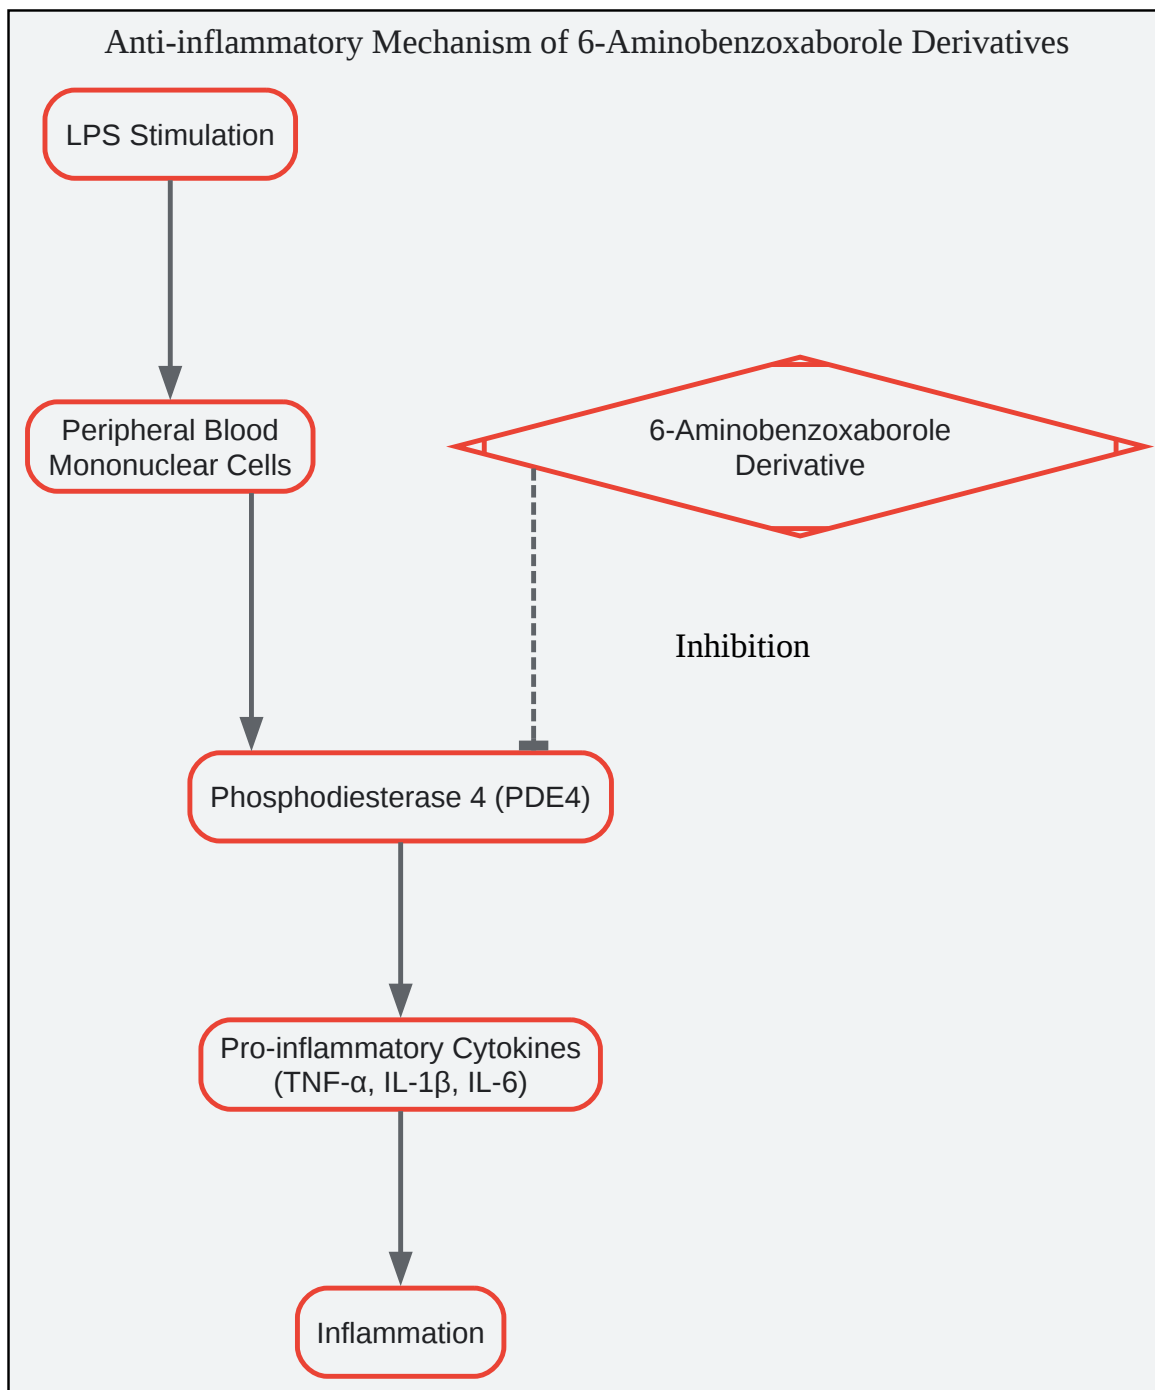 Anti-inflammatory Mechanism of 6-Aminobenzoxaborole Derivatives
LPS Stimulation
Peripheral Blood
Mononuclear Cells
6-Aminobenzoxaborole
Derivative
Inhibition
Phosphodiesterase 4 (PDE4)
Pro-inflammatory Cytokines
(TNF-α, IL-1β, IL-6)
Inflammation